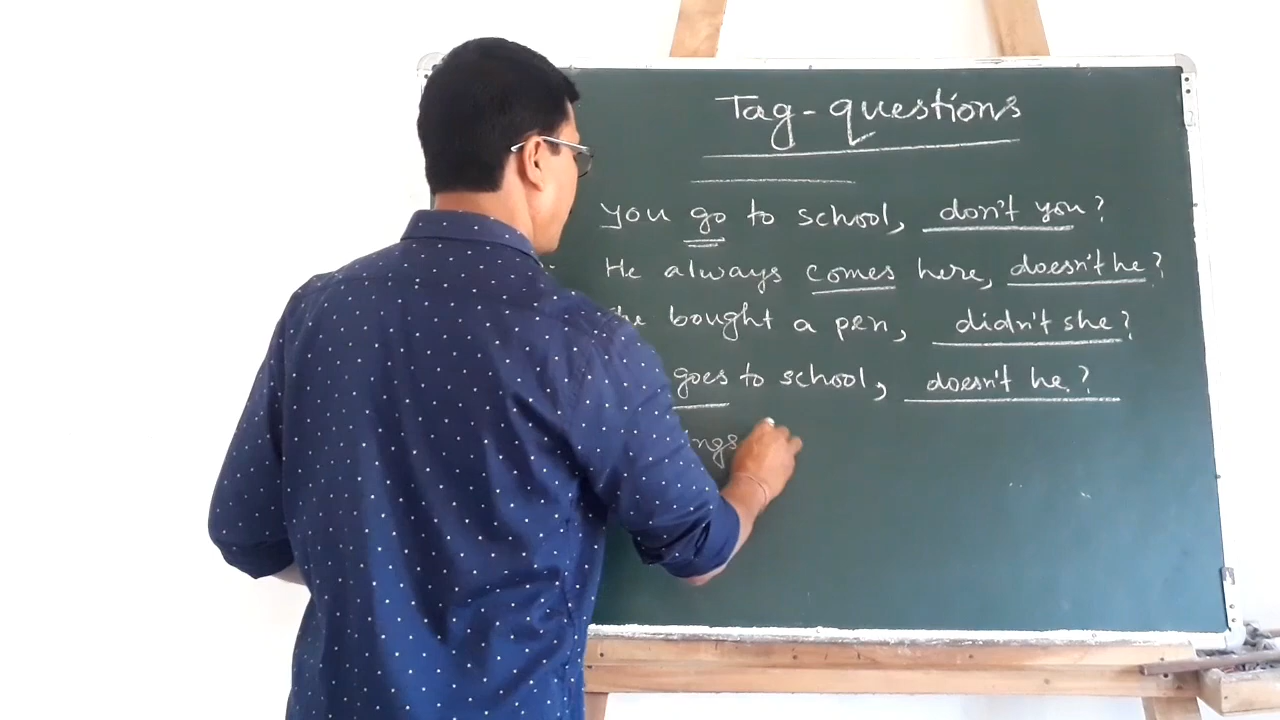 Tag-questions
You go to school, don't you?
He always comes here, doesn't he?
bought a pen, didn't she?
goes to school, doesn't he?